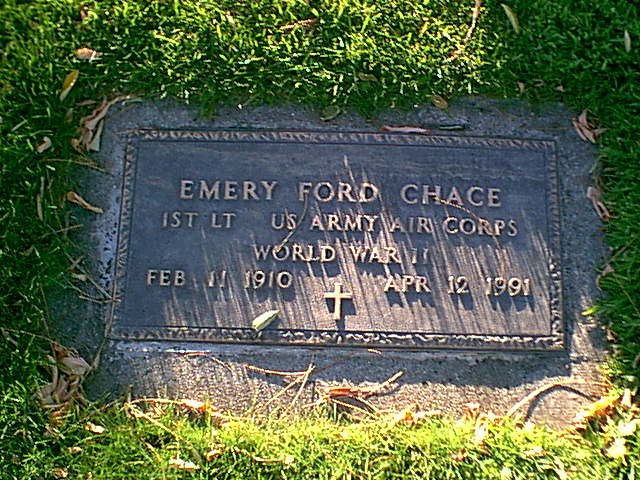 EMERY FORD CHACE
1ST LT US ARMY AIR CORPS
WORLD WAR II
FEB 11 1910 APR 12 1991